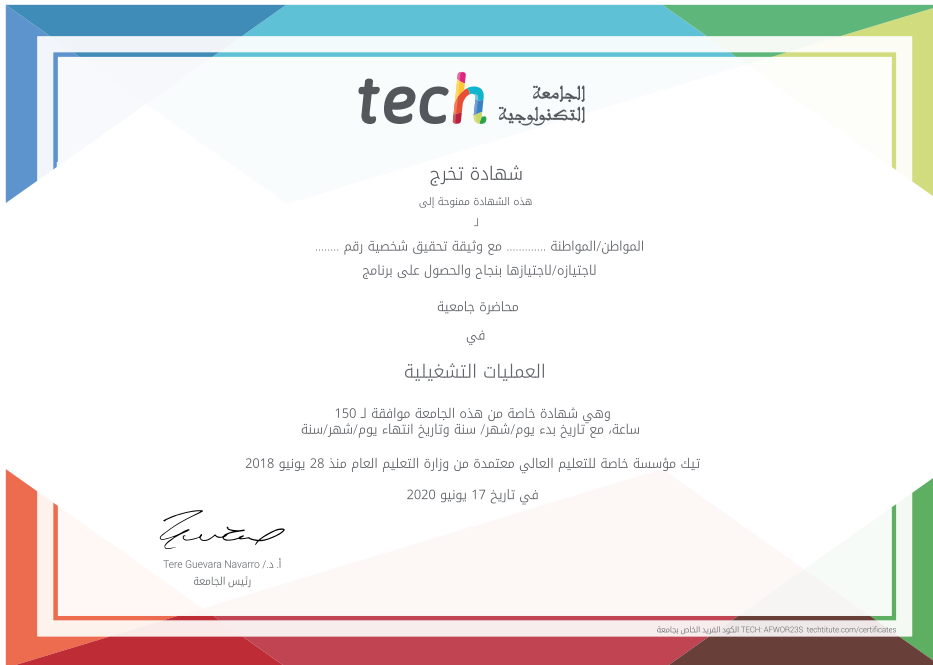 tech الجامعة
التكنولوجية
شهادة تخرج
هذه الشهادة ممنوحة إلى
لـ
المواطن/المواطنة ............ مع وثيقة تحقيق شخصية رقم ........
لاجتيازه/لاجتيازها بنجاح والحصول على برنامج
محاضرة جامعية
في
العمليات التشغيلية
وهي شهادة خاصة من هذه الجامعة موافقة لـ 150
ساعة، مع تاريخ بدء يوم/شهر/ سنة وتاريخ انتهاء يوم/شهر/سنة
تيك مؤسسة خاصة للتعليم العالي معتمدة من وزارة التعليم العام منذ 28 يونيو 2018
في تاريخ 17 يونيو 2020
أ. د./ Tere Guevara Navarro
رئيس الجامعة
الكود الفريد الخاص بجامعة TECH: AFWOR23S techtitute.com/certificates